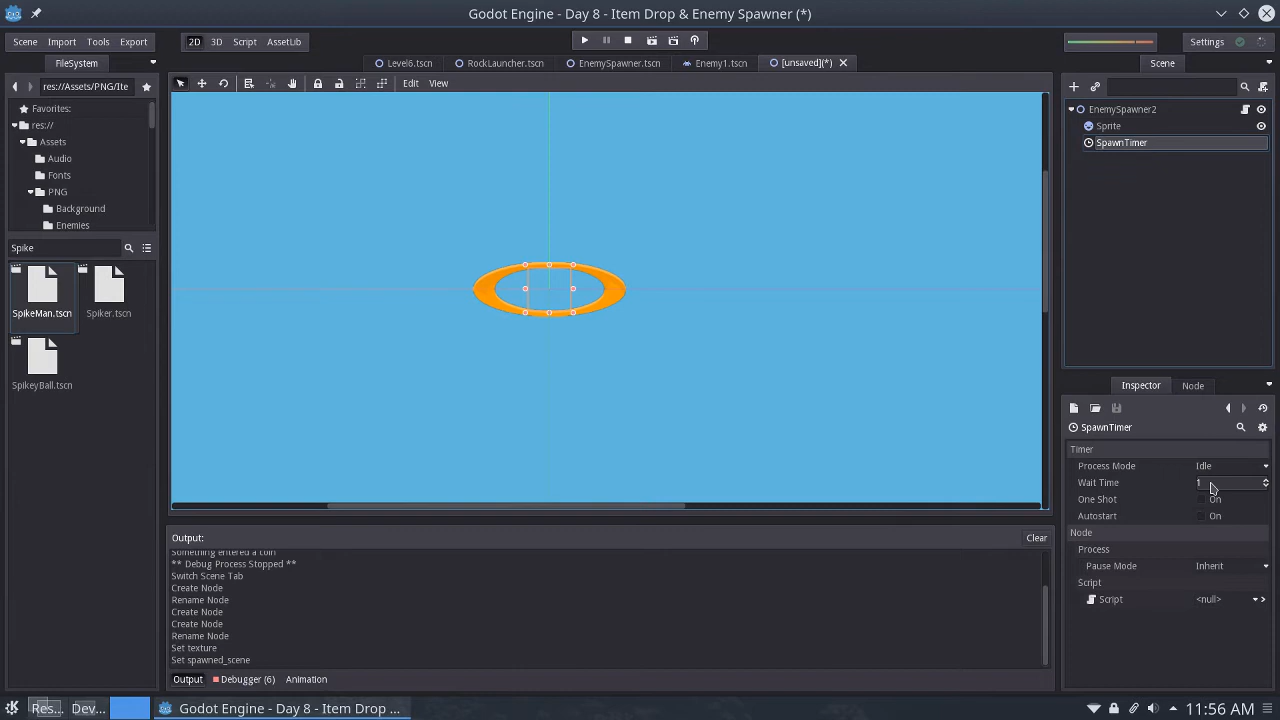 Godot Engine - Day 8 - Item Drop & Enemy Spawner (*)
Scene Import Tools Export 2D 3D Script AssetLib Settings
FileSystem Level6.tscn RockLauncher.tscn EnemySpawner.tscn Enemy1.tscn [unsaved](*) Scene
res://Assets/PNG/Ite Edit View
Favorites:
res://
Assets
Audio
Fonts
PNG
Background
Enemies
Spike
SpikeMan.tscn Spiker.tscn
SpikeyBall.tscn
EnemySpawner2
Sprite
SpawnTimer
Inspector Node
SpawnTimer
Timer
Process Mode Idle
Wait Time 1
One Shot On
Autostart On
Node
Process
Pause Mode Inherit
Script
Script <null>
Output: Clear
Something entered a coin
** Debug Process Stopped **
Switch Scene Tab
Create Node
Rename Node
Create Node
Create Node
Rename Node
Set texture
Set spawned_scene
Output Debugger (6) Animation
Res... Dev... Godot Engine - Day 8 - Item Drop ... 11:56 AM